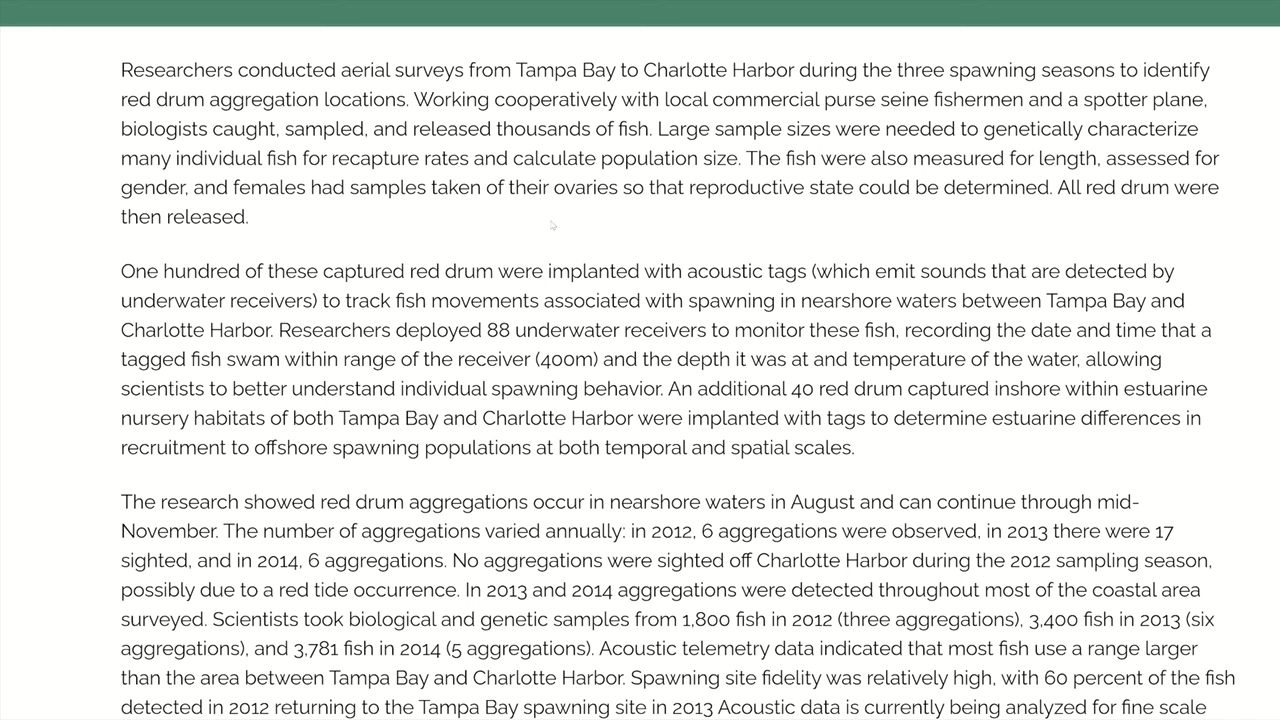 Researchers conducted aerial surveys from Tampa Bay to Charlotte Harbor during the three spawning seasons to identify
red drum aggregation locations. Working cooperatively with local commercial purse seine fishermen and a spotter plane,
biologists caught, sampled, and released thousands of fish. Large sample sizes were needed to genetically characterize
many individual fish for recapture rates and calculate population size. The fish were also measured for length, assessed for
gender, and females had samples taken of their ovaries so that reproductive state could be determined. All red drum were
then released.
One hundred of these captured red drum were implanted with acoustic tags (which emit sounds that are detected by
underwater receivers) to track fish movements associated with spawning in nearshore waters between Tampa Bay and
Charlotte Harbor. Researchers deployed 88 underwater receivers to monitor these fish, recording the date and time that a
tagged fish swam within range of the receiver (400m) and the depth it was at and temperature of the water, allowing
scientists to better understand individual spawning behavior. An additional 40 red drum captured inshore within estuarine
nursery habitats of both Tampa Bay and Charlotte Harbor were implanted with tags to determine estuarine differences in
recruitment to offshore spawning populations at both temporal and spatial scales.
The research showed red drum aggregations occur in nearshore waters in August and can continue through mid-
November. The number of aggregations varied annually: in 2012, 6 aggregations were observed, in 2013 there were 17
sighted, and in 2014, 6 aggregations. No aggregations were sighted off Charlotte Harbor during the 2012 sampling season,
possibly due to a red tide occurrence. In 2013 and 2014 aggregations were detected throughout most of the coastal area
surveyed. Scientists took biological and genetic samples from 1,800 fish in 2012 (three aggregations), 3,400 fish in 2013 (six
aggregations), and 3,781 fish in 2014 (5 aggregations). Acoustic telemetry data indicated that most fish use a range larger
than the area between Tampa Bay and Charlotte Harbor. Spawning site fidelity was relatively high, with 60 percent of the fish
detected in 2012 returning to the Tampa Bay spawning site in 2013 Acoustic data is currently being analyzed for fine scale